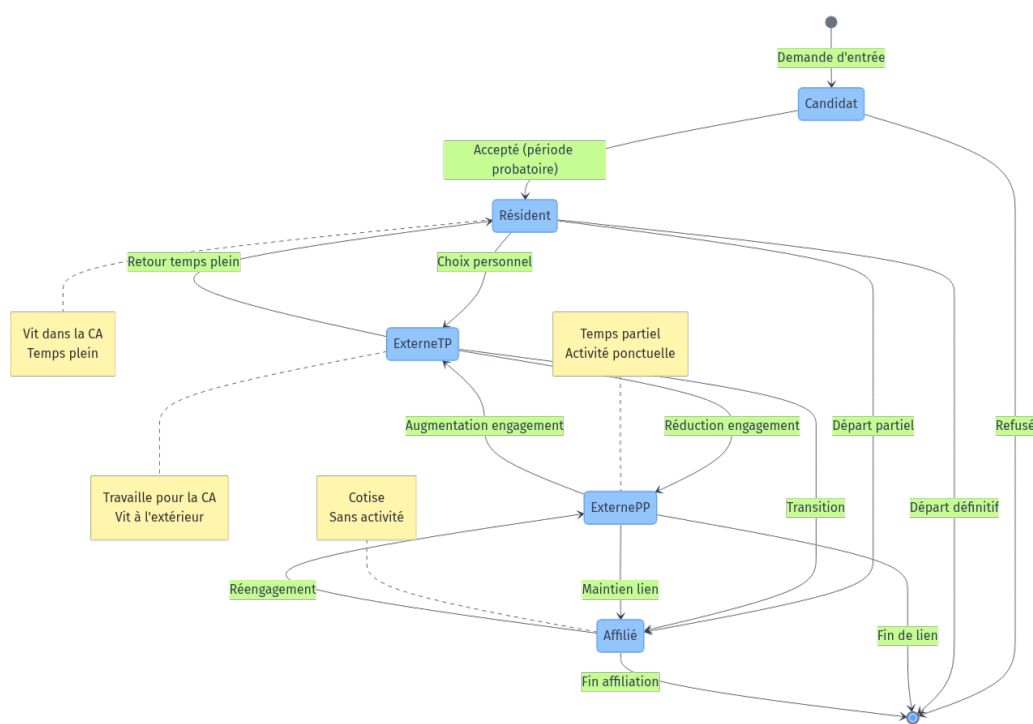 Demande d'entrée
Candidat
Accepté (période
probatoire)
Résident
Retour temps plein
Choix personnel
Vit dans la CA
Temps plein
ExterneTP
Temps partiel
Activité ponctuelle
Augmentation engagement
Réduction engagement
Départ partiel
Refusé
Travaille pour la CA
Vit à l'extérieur
Cotise
Sans activité
ExternePP
Transition
Départ définitif
Réengagement
Maintien lien
Affilié
Fin de lien
Fin affiliation